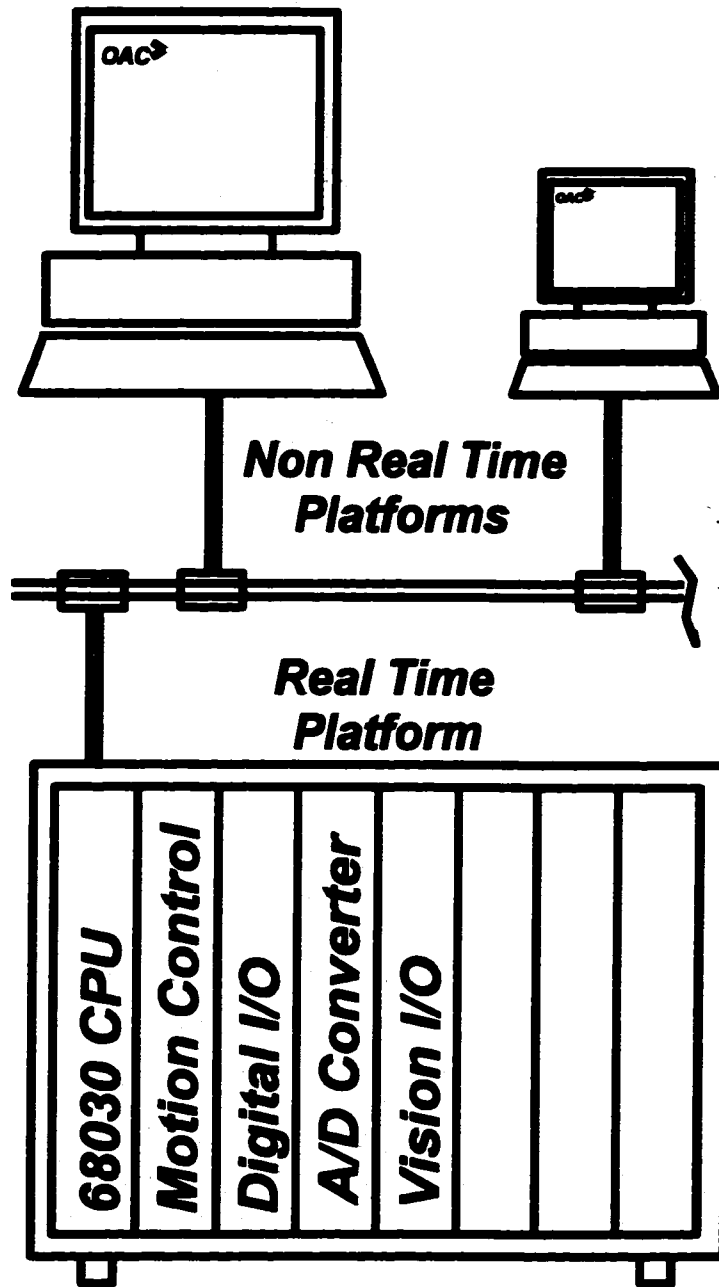 OAC>
OAC>
Non Real Time
Platforms
Real Time
Platform
68030 CPU
Motion Control
Digital I/O
A/D Converter
Vision I/O